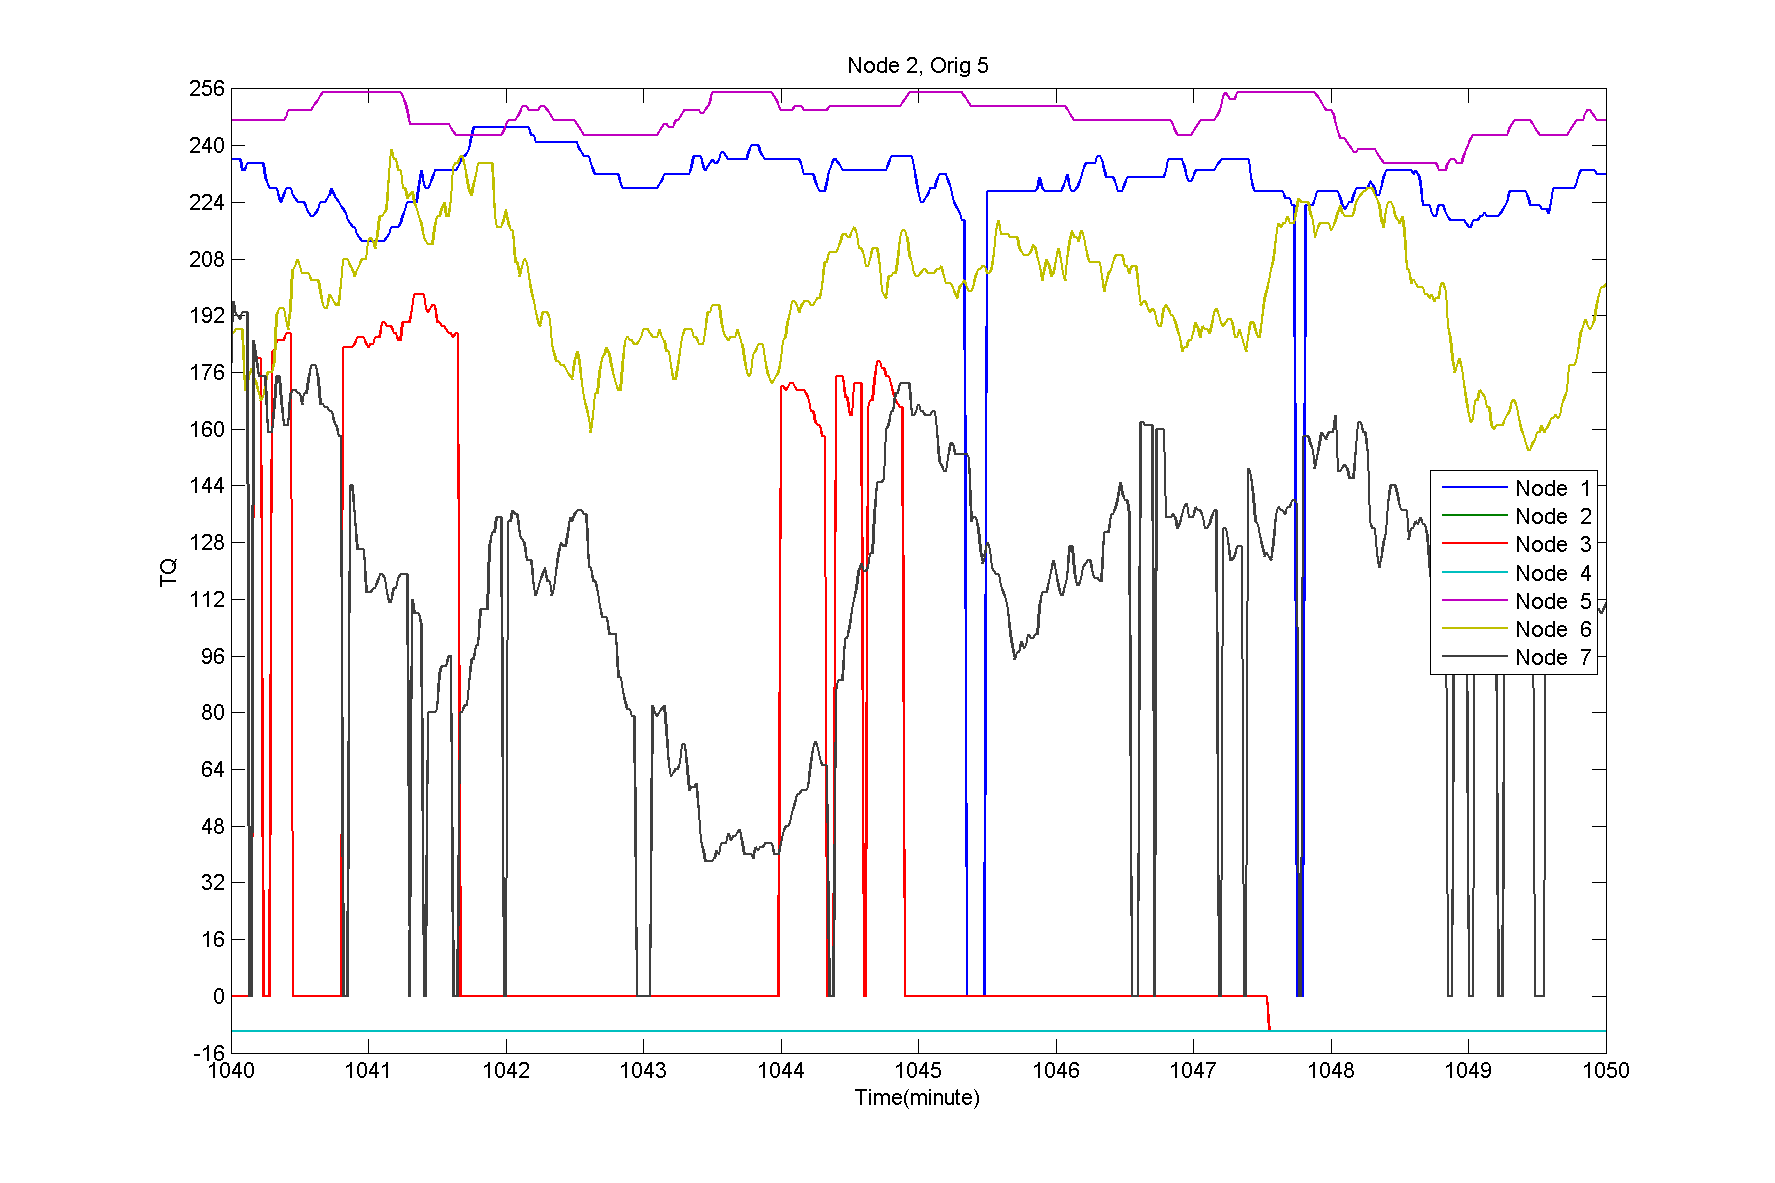 Node 2, Orig 5
256
240
224
208
192
176
160
144
128
112
96
80
64
48
32
16
0
-16
TQ
Node 1
Node 2
Node 3
Node 4
Node 5
Node 6
Node 7
1040 1041 1042 1043 1044 1045 1046 1047 1048 1049 1050
Time(minute)